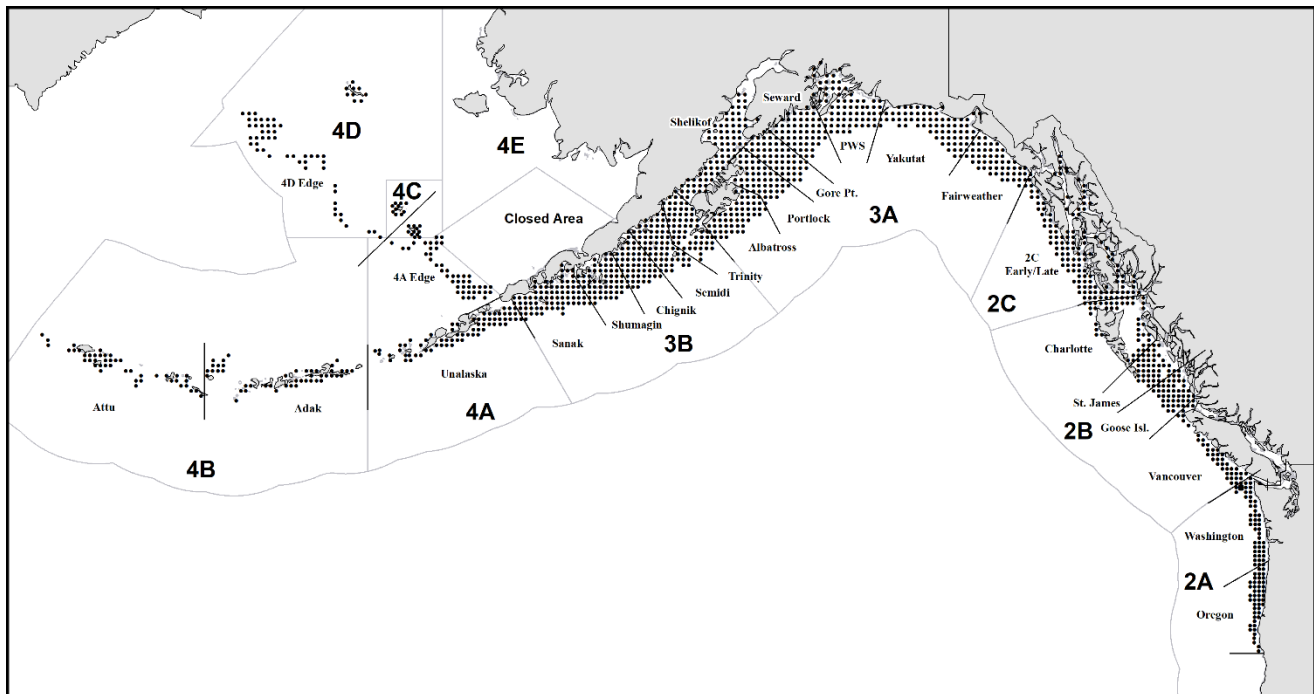 Seward
Shelikof
4D
4E
PWS
Yakutat
4D Edge
Fairweather
4C
Gore Pt.
3A
Closed Area
Portlock
Albatross
2C
Early/Late
4A Edge
Trinity
Semidi
2C
Chignik
Shumagin
Sanak
3B
Charlotte
Unalaska
St. James
Attu
Adak
4A
2B
Goose Isl.
4B
Vancouver
Washington
2A
Oregon